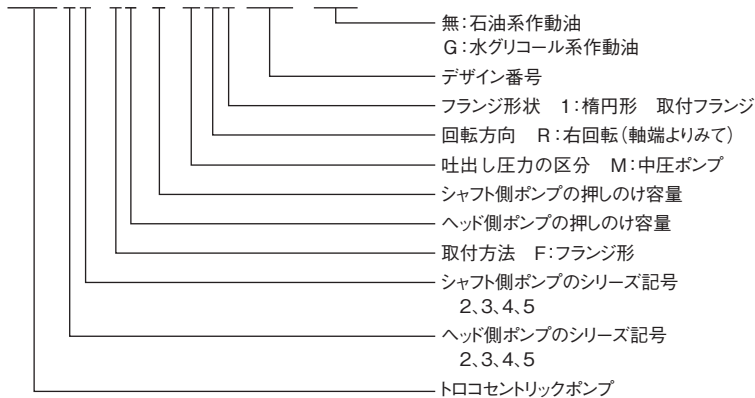 無:石油系作動油
G:水グリコール系作動油
デザイン番号
フランジ形状 1:楕円形 取付フランジ
回転方向 R:右回転(軸端よりみて)
吐出し圧力の区分 M:中圧ポンプ
シャフト側ポンプの押しのけ容量
ヘッド側ポンプの押しのけ容量
取付方法 F:フランジ形
シャフト側ポンプのシリーズ記号
2、3、4、5
ヘッド側ポンプのシリーズ記号
2、3、4、5
トロコセントリックポンプ